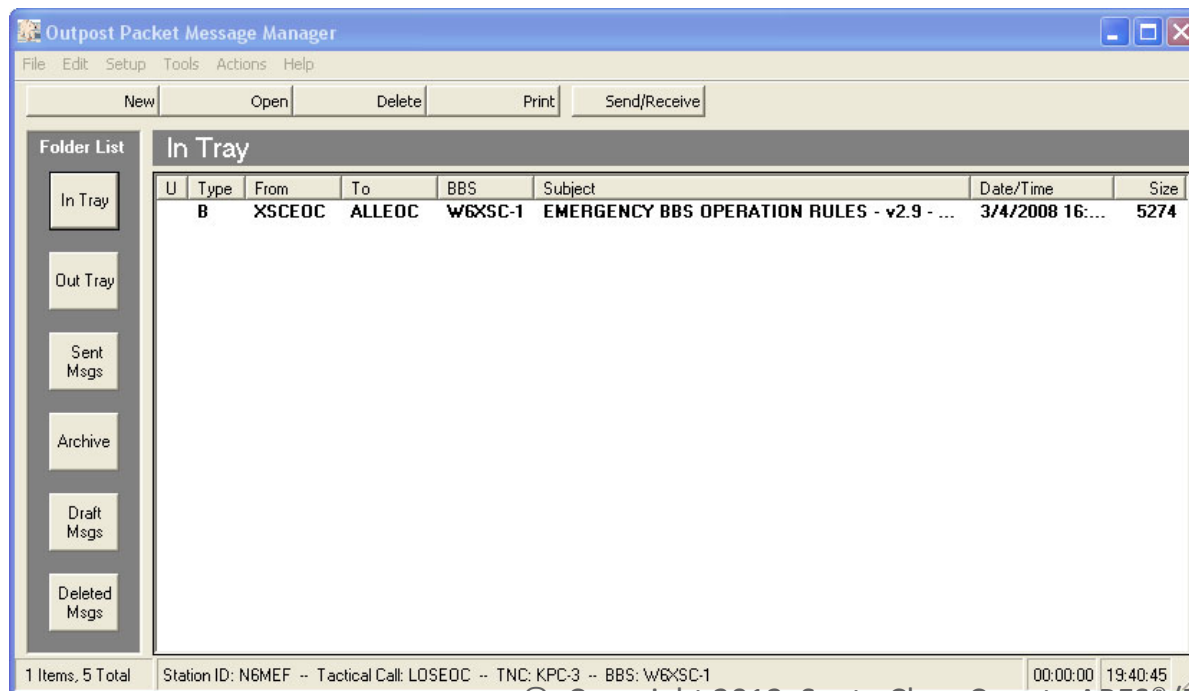 Outpost Packet Message Manager
File Edit Setup Tools Actions Help
New Open Delete Print Send/Receive
Folder List In Tray
U Type From To BBS Subject Date/Time Size
B XSCEOC ALLEOC W6XSC-1 EMERGENCY BBS OPERATION RULES - v2.9 - ... 3/4/2008 16:... 5274
In Tray
Out Tray
Sent
Msgs
Archive
Draft
Msgs
Deleted
Msgs
1 Items, 5 Total Station ID: N6MEF -- Tactical Call: LOSEOC -- TNC: KPC-3 -- BBS: W6XSC-1 00:00:00 19:40:45